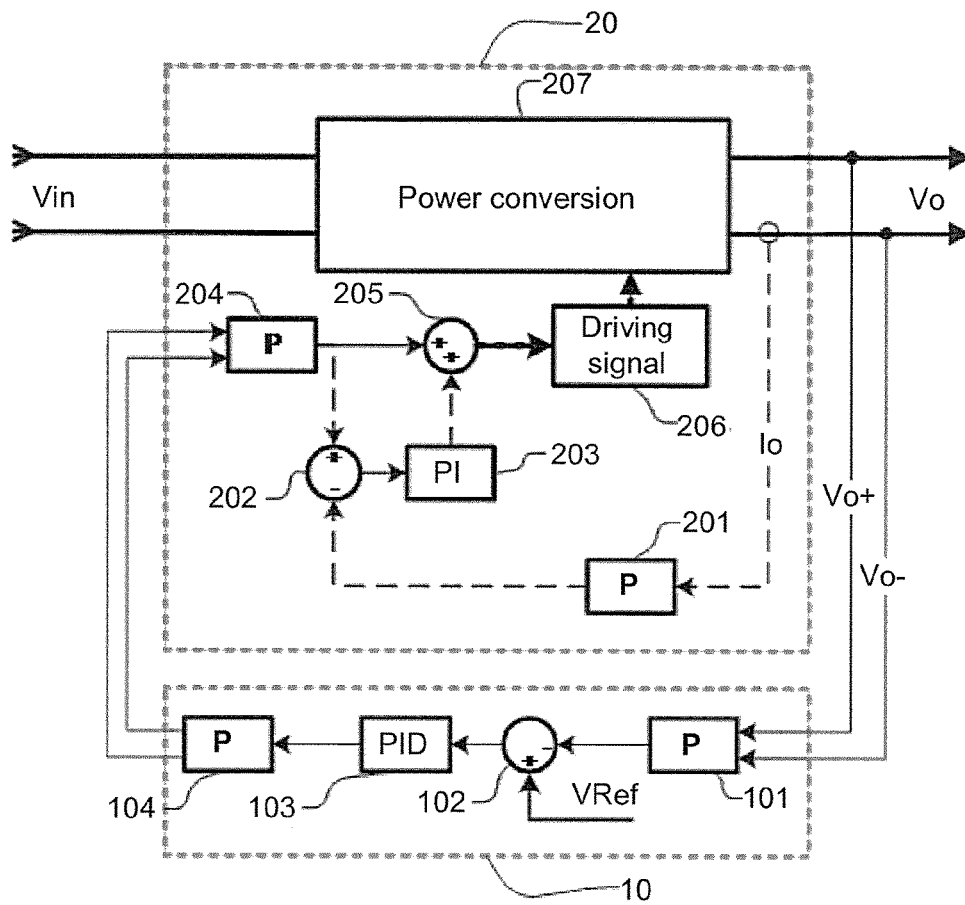 20
207
Vin
Power conversion
Vo
204
205
P
Driving
signal
206
Io
PI
203
202
Vo+
201
P
Vo-
P
PID
P
104
103
102
VRef
101
10